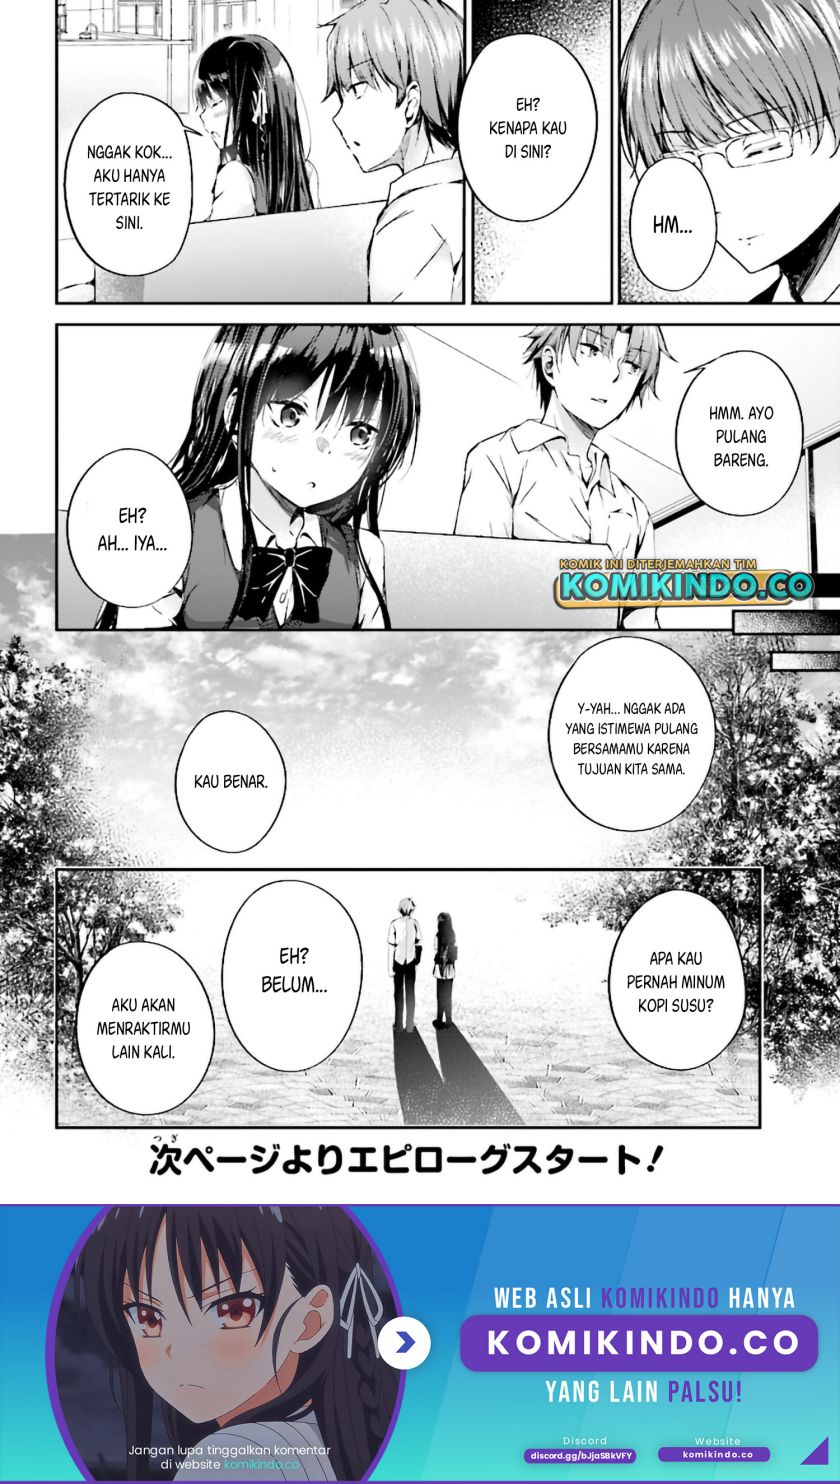 HM...
EH?
KENAPA KAU
DI SINI?
NGGAK KOK...
AKU HANYA
TERTARIK KE
SINI.
HMM. AYO
PULANG
BARENG.
EH?
AH... IYA...
KOMIK INI DITERJEMAHKAN TIM
KOMIKINDO.CO
Y-YAH... NGGAK ADA
YANG ISTIMEWA PULANG
BERSAMAMU KARENA
TUJUAN KITA SAMA.
KAU BENAR.
APA KAU
PERNAH MINUM
KOPI SUSU?
EH?
BELUM...
AKU AKAN
MENRAKTIRMU
LAIN KALI.
つぎ
次ページよりエピローグスタート!
WEB ASLI KOMIKINDO HANYA
KOMIKINDO.CO
YANG LAIN PALSU!
Jangan lupa tinggalkan komentar
di website komikindo.co
Discord
discord.gg/bJjaSBkVFY
Website
komikindo.co